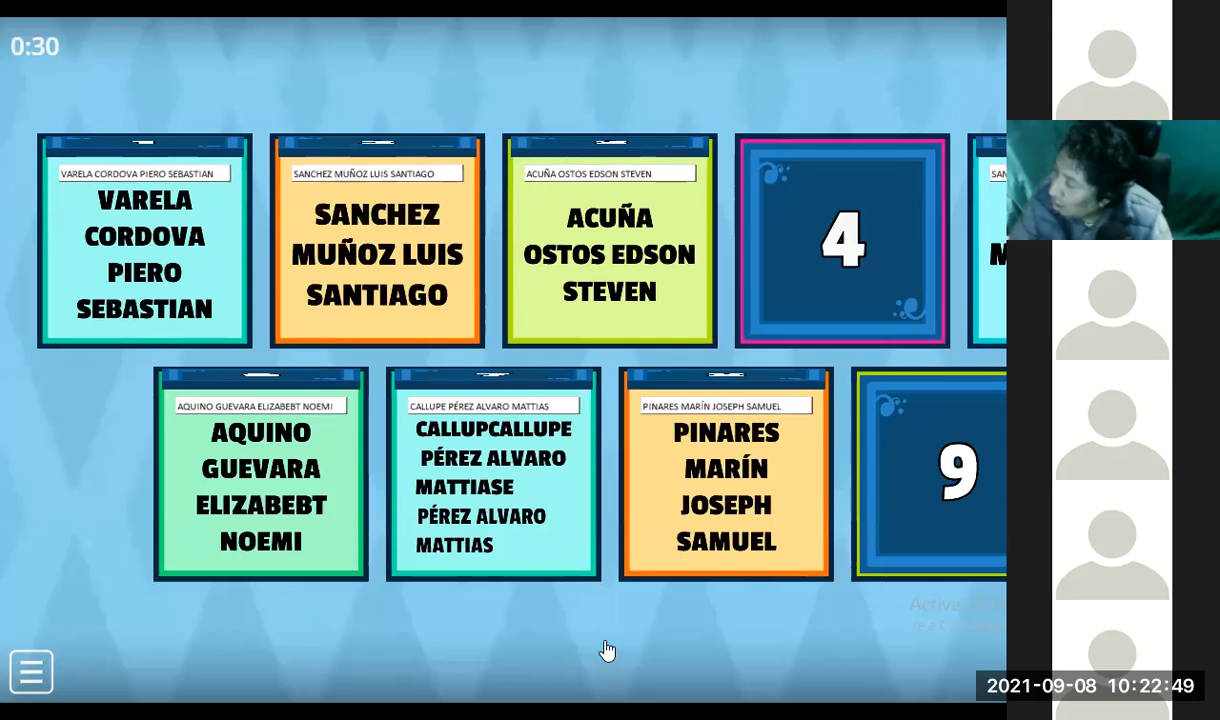 0:30
VARELA CORDOVA PIERO SEBASTIAN
VARELA
CORDOVA
PIERO
SEBASTIAN
SANCHEZ MUÑOZ LUIS SANTIAGO
SANCHEZ
MUÑOZ LUIS
SANTIAGO
ACUÑA OSTOS EDSON STEVEN
ACUÑA
OSTOS EDSON
STEVEN
4
SAN
M
AQUINO GUEVARA ELIZABEBT NOEMI
AQUINO
GUEVARA
ELIZABEBT
NOEMI
CALLUPE PÉREZ ALVARO MATTIAS
CALLUPCALLUPE
PÉREZ ALVARO
MATTIASE
PÉREZ ALVARO
MATTIAS
PINARES MARÍN JOSEPH SAMUEL
PINARES
MARÍN
JOSEPH
SAMUEL
9
2021-09-08 10:22:49